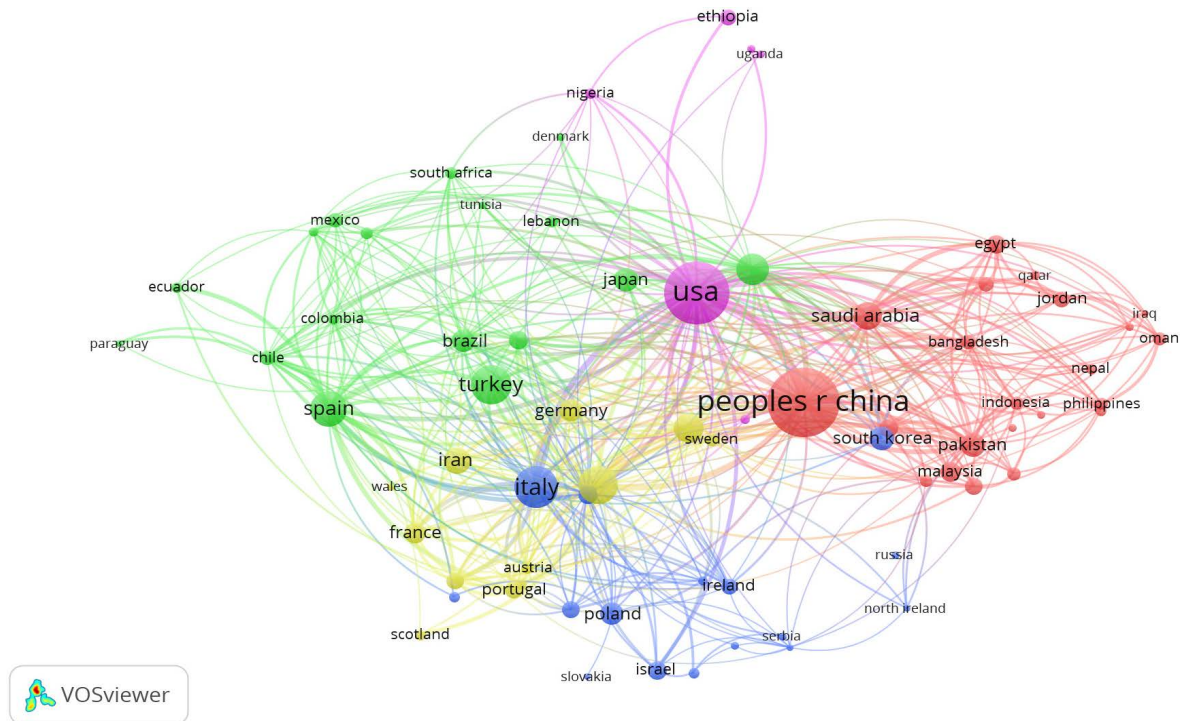 ethiopia
uganda
nigeria
denmark
south africa
tunisia
mexico
lebanon
egypt
qatar
japan
usa
ecuador
jordan
saudi arabia
iraq
colombia
oman
paraguay
brazil
bangladesh
chile
nepal
turkey
peoples r china
indonesia
philippines
spain
germany
sweden
south korea
pakistan
iran
malaysia
wales
italy
france
russia
austria
ireland
portugal
north ireland
poland
scotland
serbia
israel
slovakia
VOSviewer